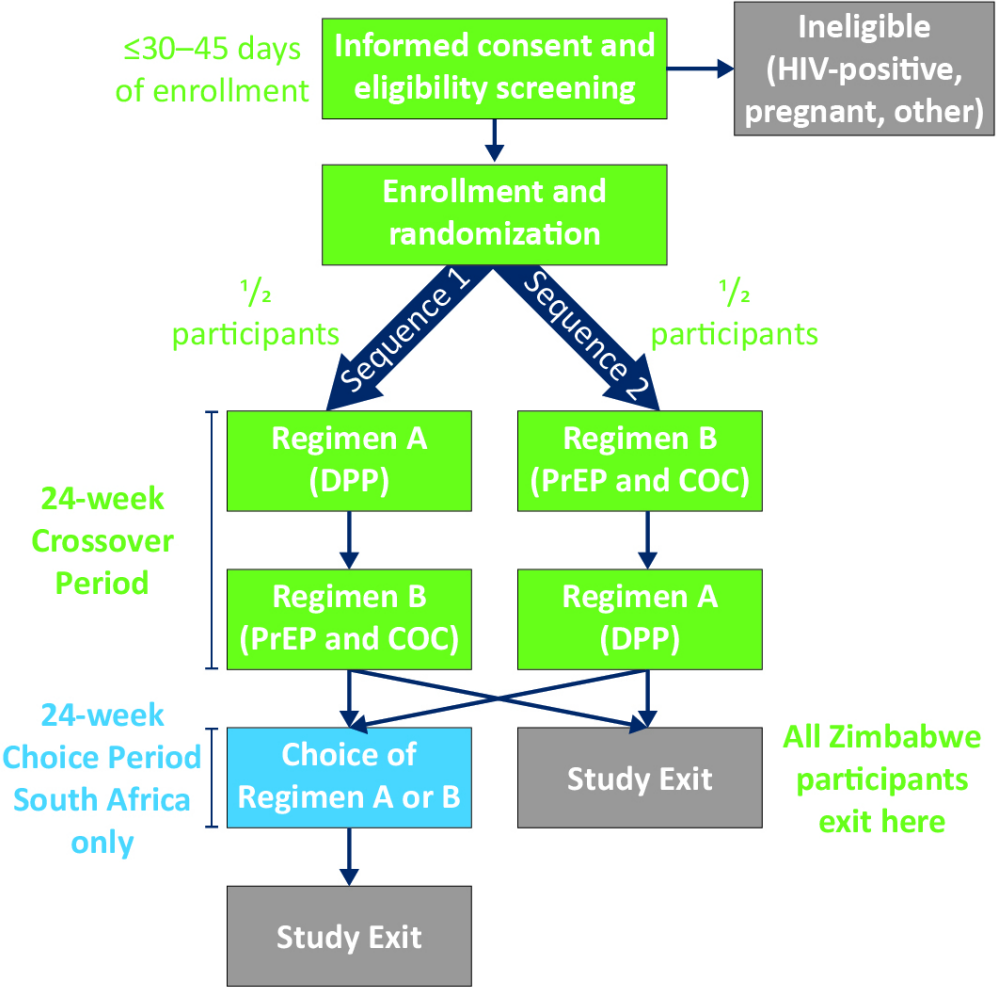 ≤30–45 days
of enrollment
Informed consent and
eligibility screening
Ineligible
(HIV-positive,
pregnant, other)
Enrollment and
randomization
½
participants
Sequence 1
Sequence 2
½
participants
24-week
Crossover
Period
Regimen A
(DPP)
Regimen B
(PrEP and COC)
Regimen B
(PrEP and COC)
Regimen A
(DPP)
24-week
Choice Period
South Africa
only
Choice of
Regimen A or B
Study Exit
All Zimbabwe
participants
exit here
Study Exit